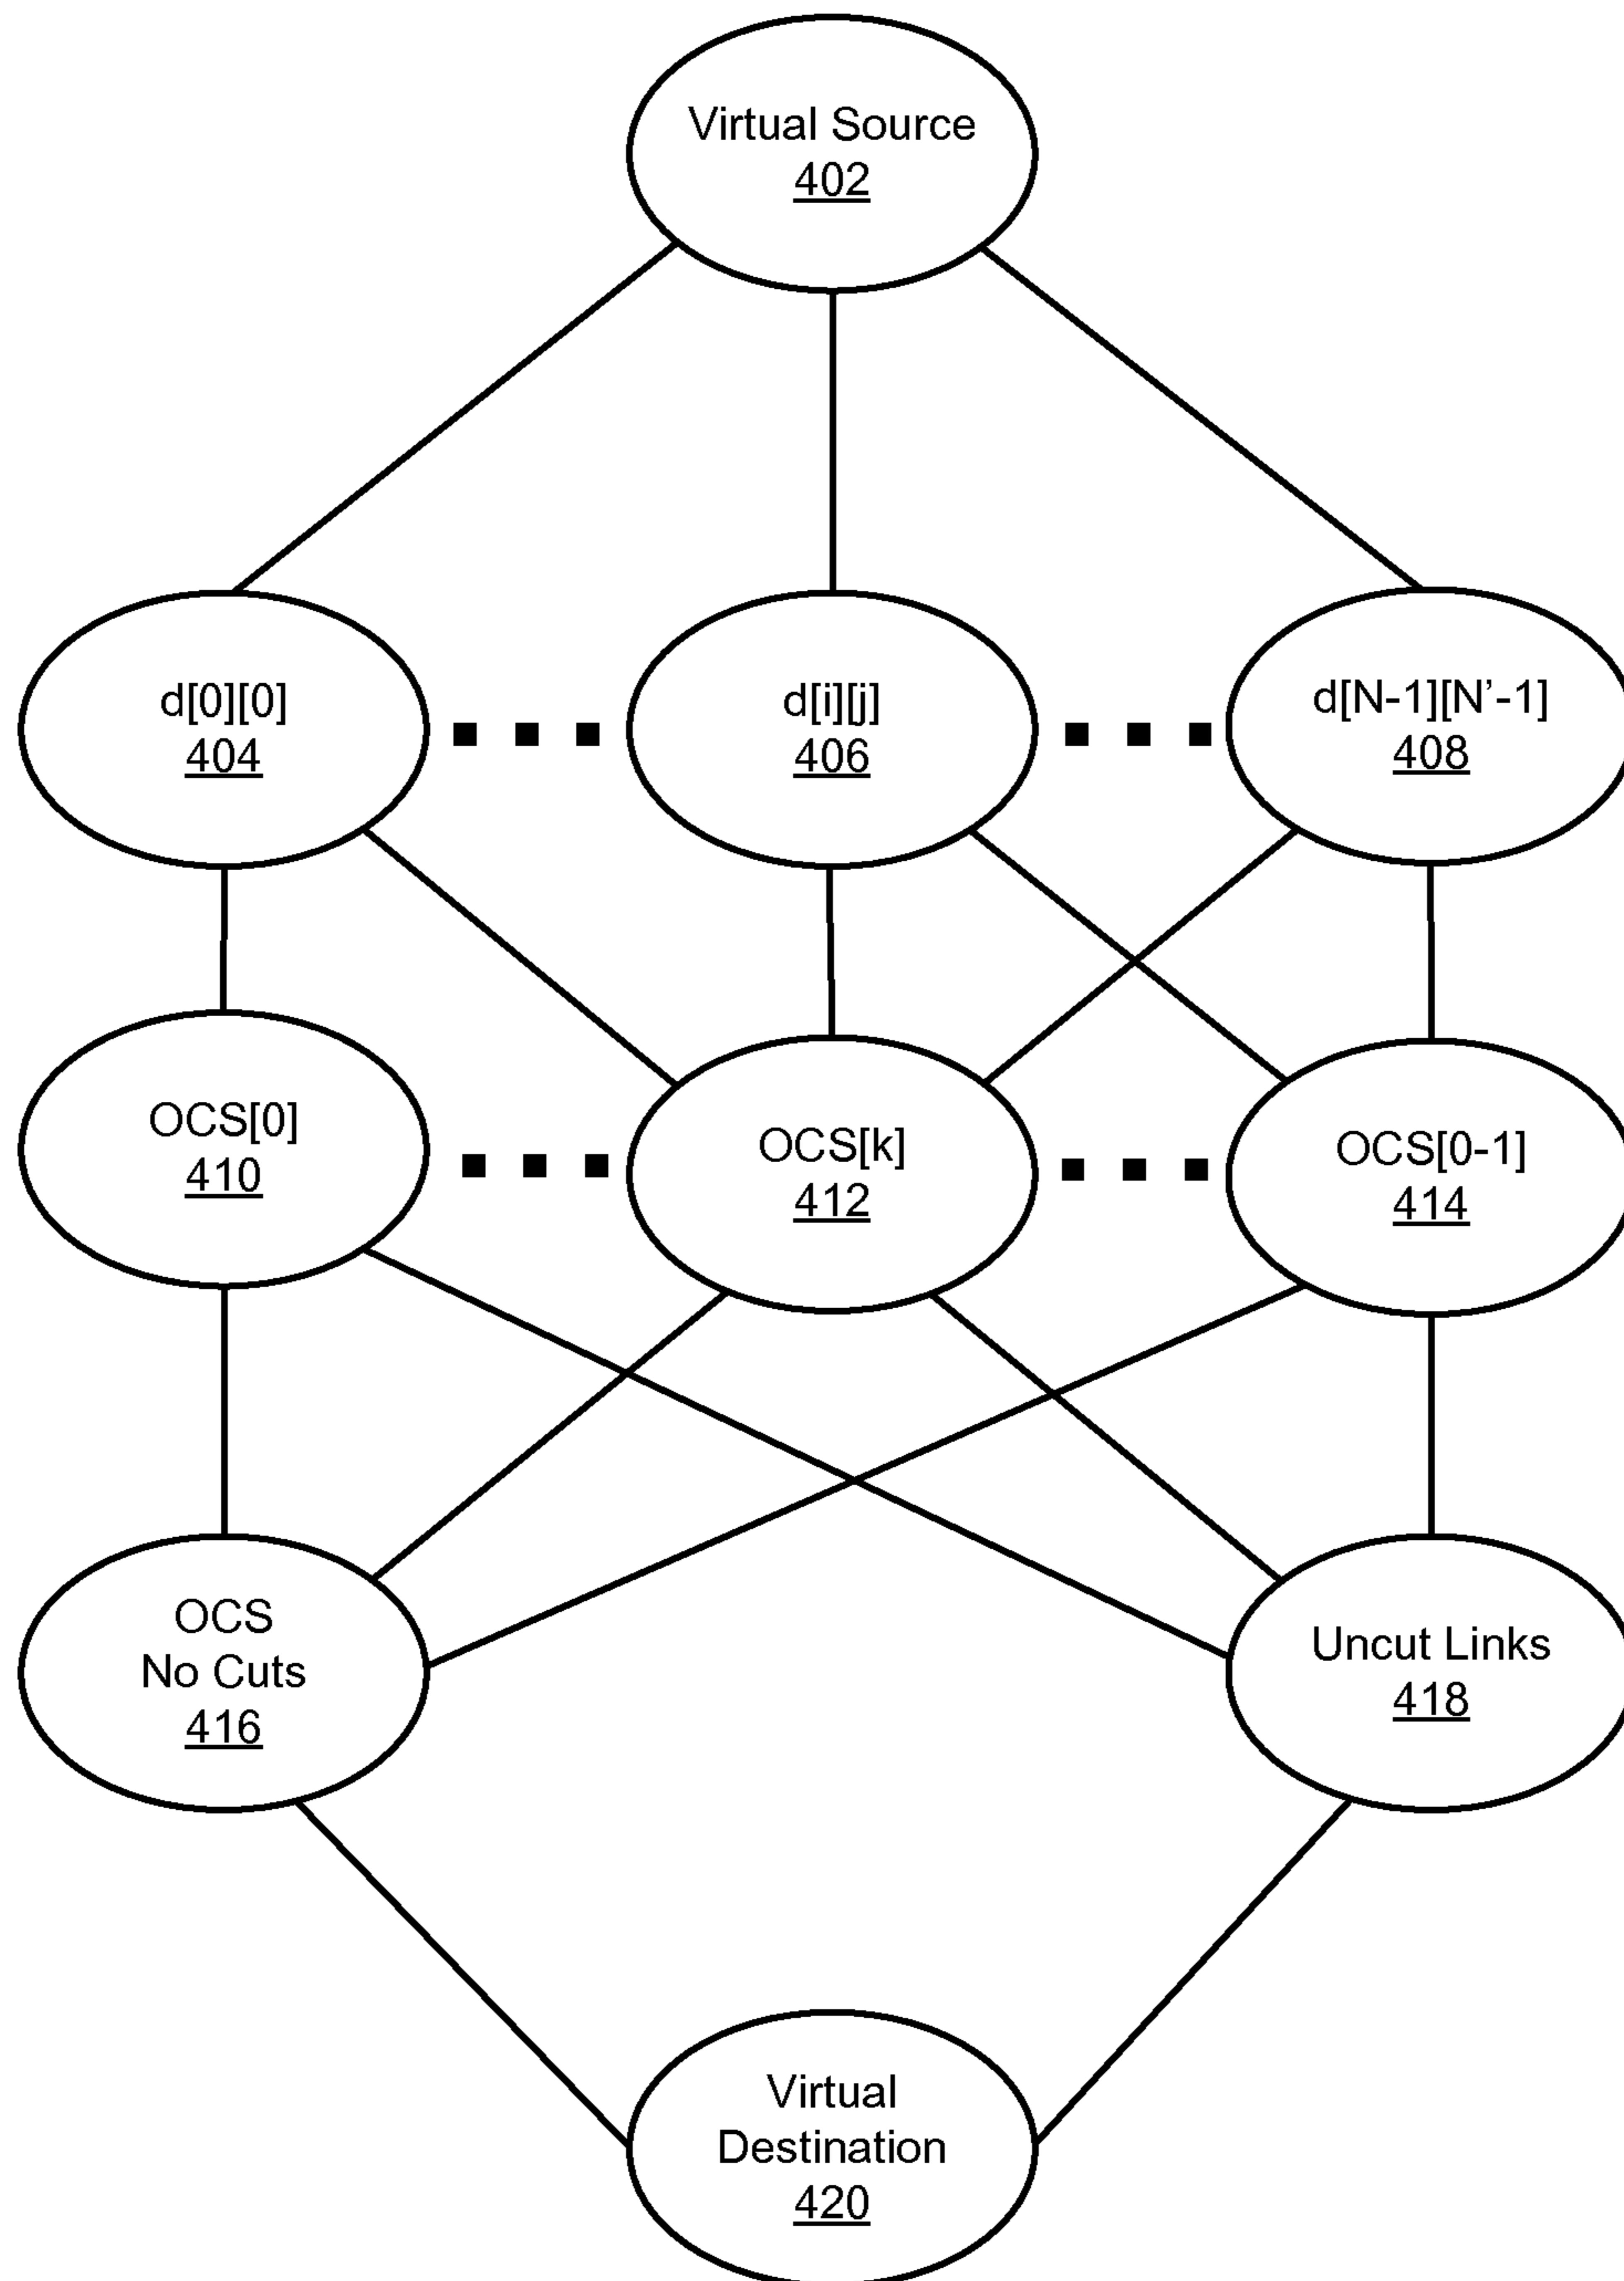 Virtual Source
402
d[0][0]
404
d[i][j]
406
d[N-1][N’-1]
408
OCS[0]
410
OCS[k]
412
OCS[0-1]
414
OCS
No Cuts
416
Uncut Links
418
Virtual
Destination
420